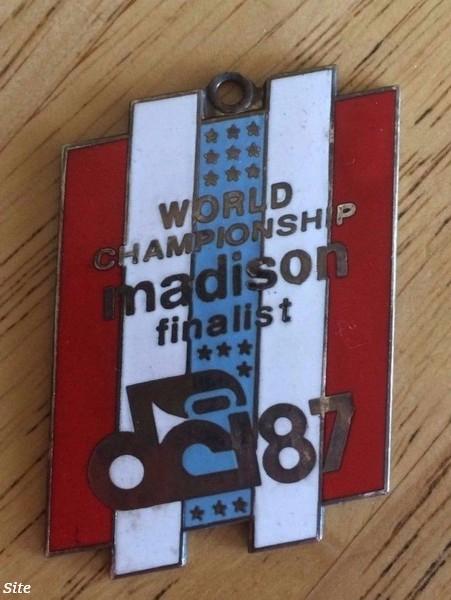 WORLD
CHAMPIONSHIP
madison
finalist
'87
Site